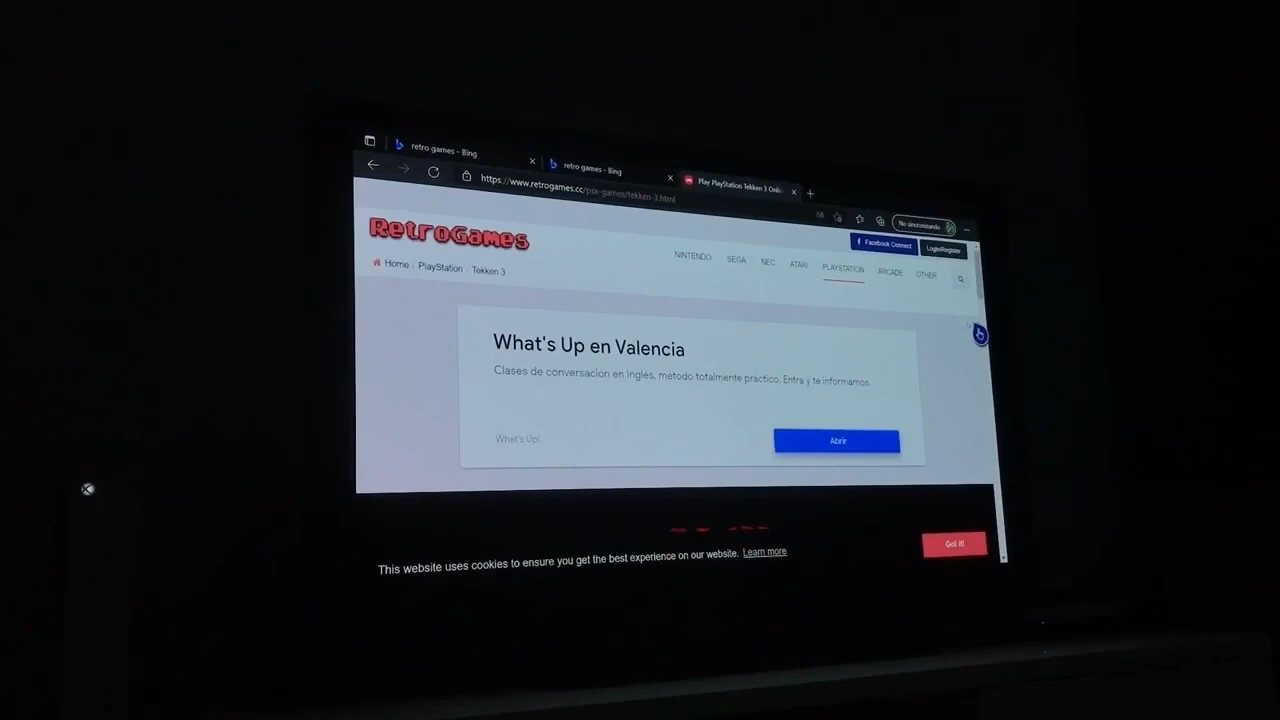 retro games - Bing
retro games - Bing
Play PlayStation Tekken 3 Onlin
https://www.retrogames.cc/psx-games/tekken-3.html
No sincronizando
RetroGames
Facebook Connect
Login/Register
NINTENDO
SEGA
NEC
ATARI
PLAYSTATION
ARCADE
OTHER
Home / PlayStation / Tekken 3
What's Up en Valencia
Clases de conversación en Inglés, método totalmente práctico. Entra y te informamos.
What's Up!
Abrir
This website uses cookies to ensure you get the best experience on our website. Learn more
Got it!